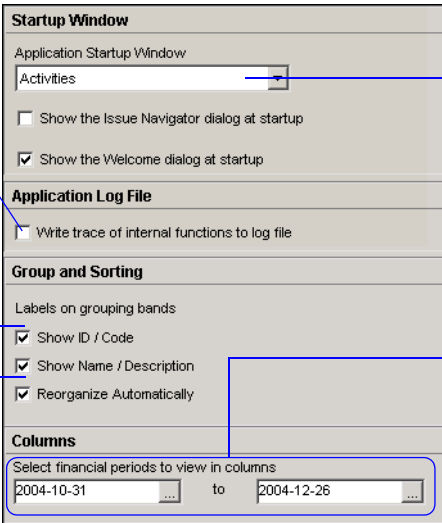 Startup Window
Application Startup Window
Activities
Show the Issue Navigator dialog at startup
Show the Welcome dialog at startup
Application Log File
Write trace of internal functions to log file
Group and Sorting
Labels on grouping bands
Show ID / Code
Show Name / Description
Reorganize Automatically
Columns
Select financial periods to view in columns
2004-10-31 ... to 2004-12-26 ...